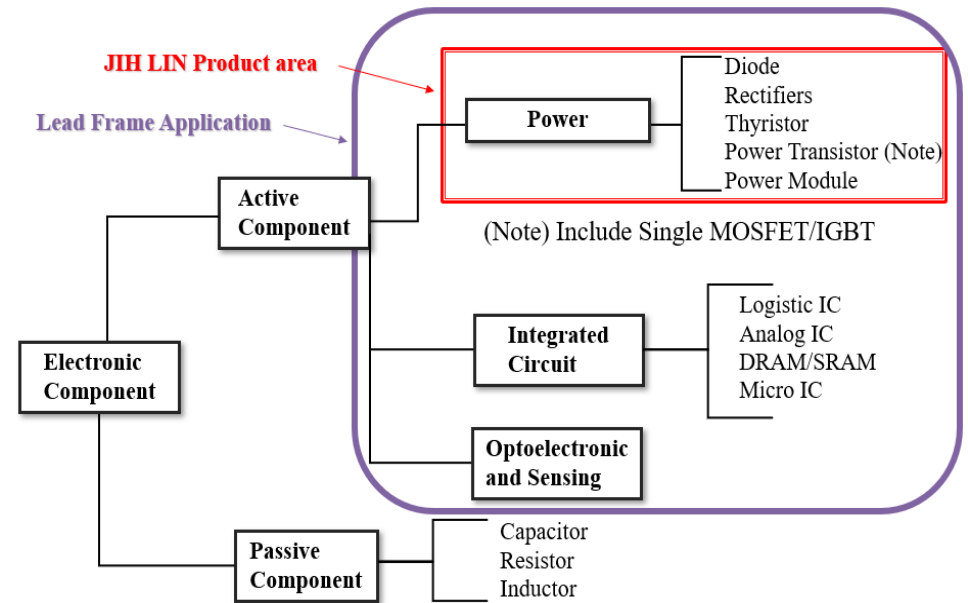 JIH LIN Product area
Lead Frame Application
Power
Diode
Rectifiers
Thyristor
Power Transistor (Note)
Power Module
(Note) Include Single MOSFET/IGBT
Active
Component
Integrated
Circuit
Logistic IC
Analog IC
DRAM/SRAM
Micro IC
Electronic
Component
Optoelectronic
and Sensing
Passive
Component
Capacitor
Resistor
Inductor